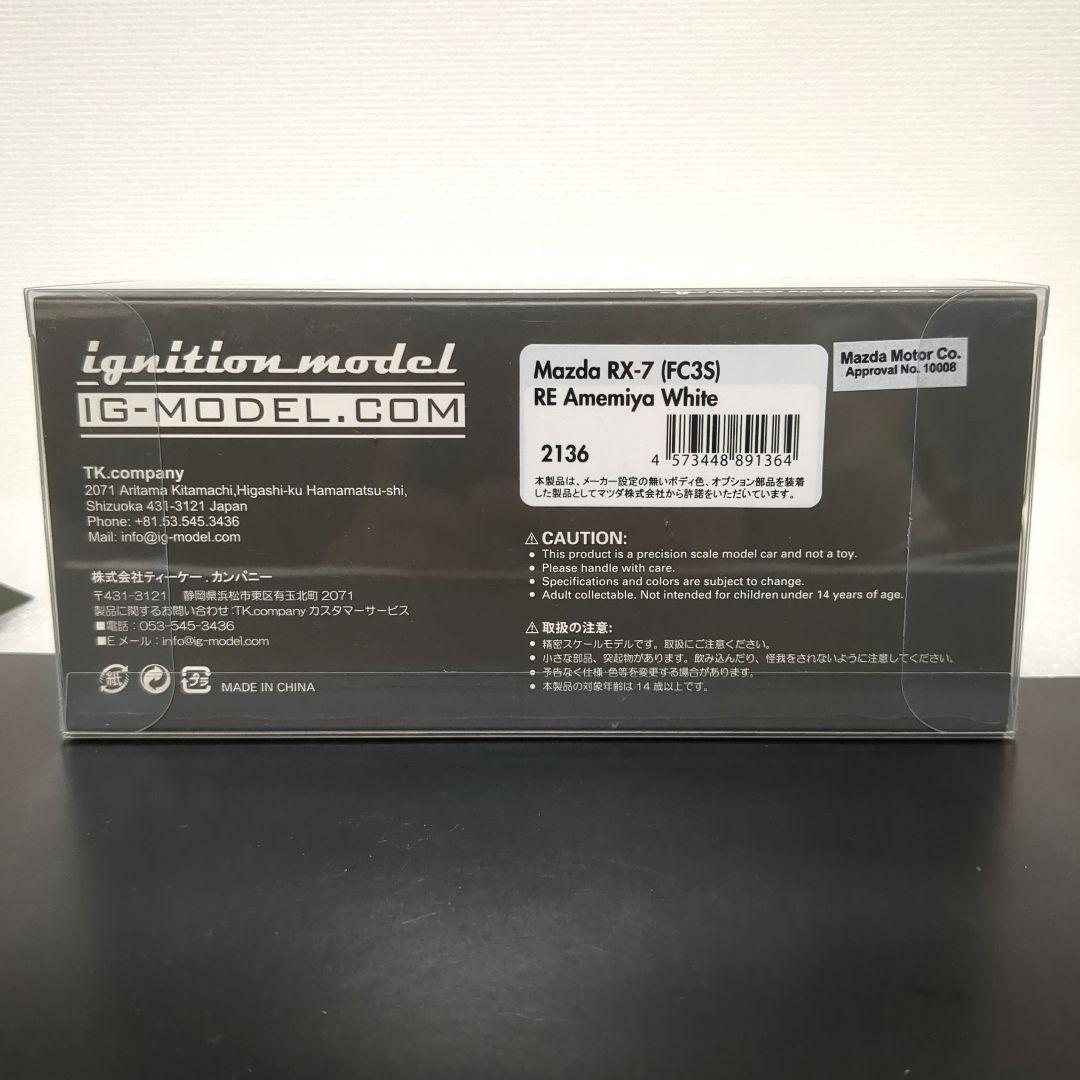 ignition model
IG-MODEL.COM
TK.company
2071 Aritama Kitamachi,Higashi-ku Hamamatsu-shi,
Shizuoka 431-3121 Japan
Phone: +81.53.545.3436
Mail: info@ig-model.com
株式会社ティーケー.カンパニー
〒431-3121 静岡県浜松市東区有玉北町 2071
製品に関するお問い合わせ:TK.company カスタマーサービス
■電話:053-545-3436
■E メール:info@ig-model.com
紙 プラ MADE IN CHINA
Mazda RX-7 (FC3S)
RE Amemiya White
2136
4 573448 891364
本製品は、メーカー設定の無いボディ色、オプション部品を装着
した製品としてマツダ株式会社から許諾をいただいています。
Mazda Motor Co.
Approval No. 10008
⚠ CAUTION:
● This product is a precision scale model car and not a toy.
● Please handle with care.
● Specifications and colors are subject to change.
● Adult collectable. Not intended for children under 14 years of age.
⚠ 取扱の注意:
● 精密スケールモデルです。取扱にご注意ください。
● 小さな部品、突起物があります。飲み込んだり、怪我をされないように注意してください。
● 予告なく仕様・色等を変更する場合があります。
● 本製品の対象年齢は 14 歳以上です。